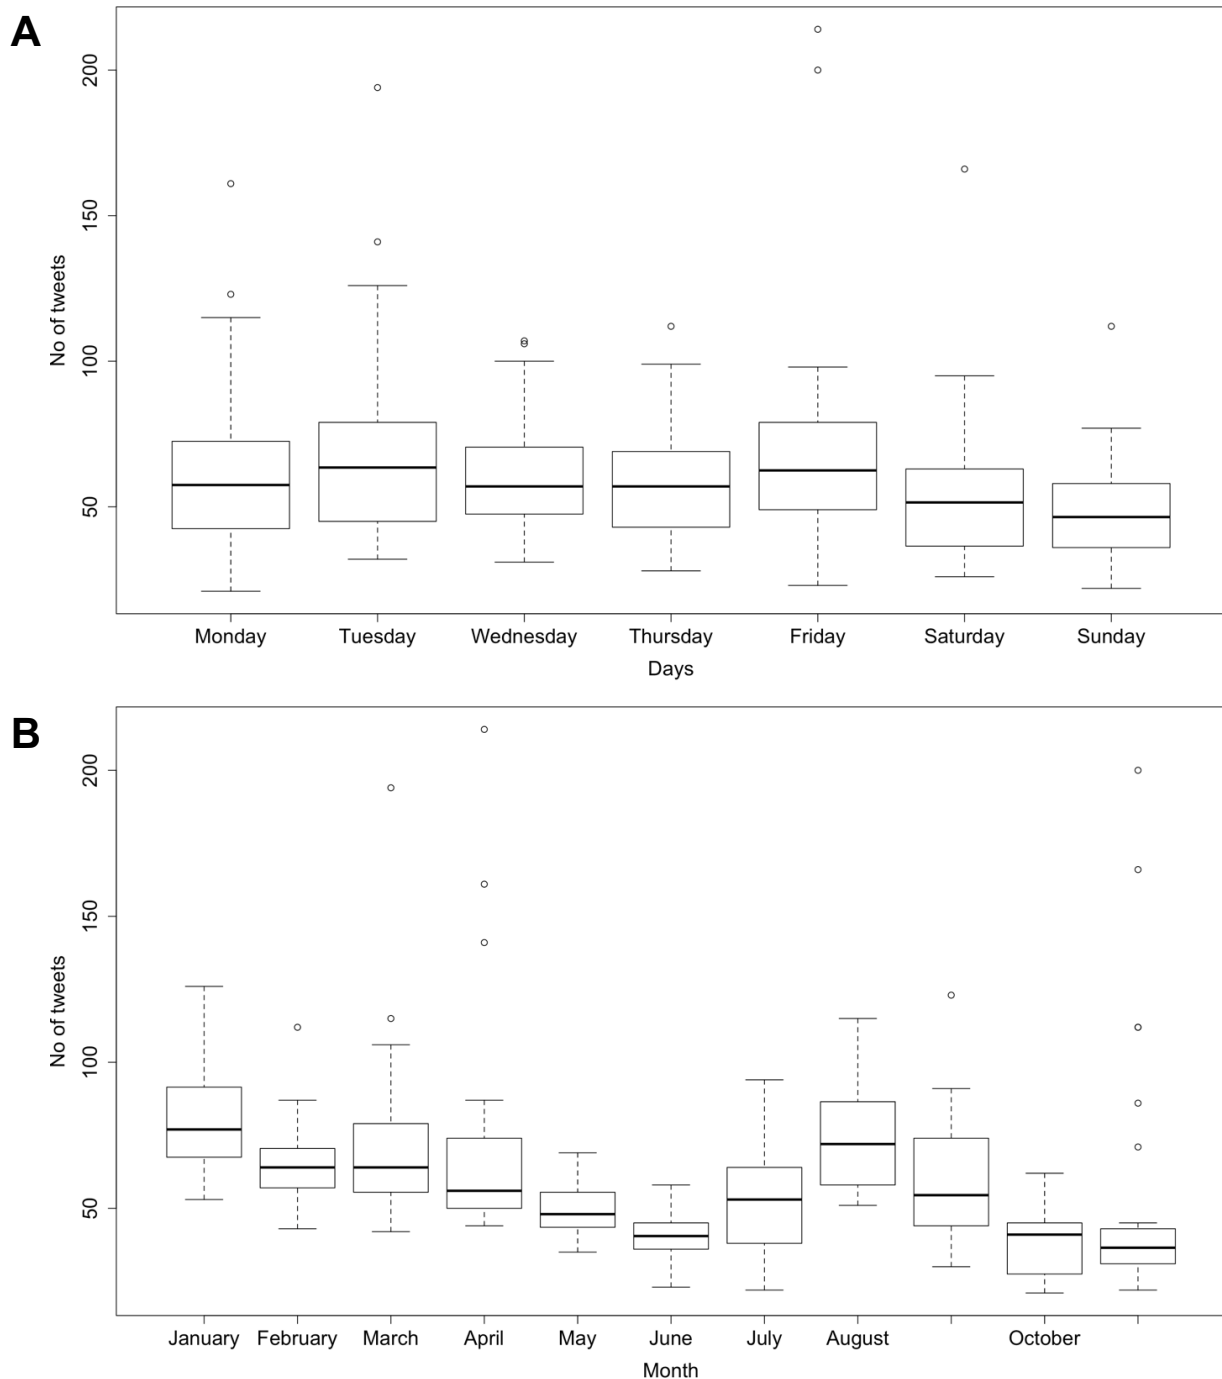 A
No of tweets
200
150
100
50
Monday Tuesday Wednesday Thursday Friday Saturday Sunday
Days
B
No of tweets
200
150
100
50
January February March April May June July August October
Month